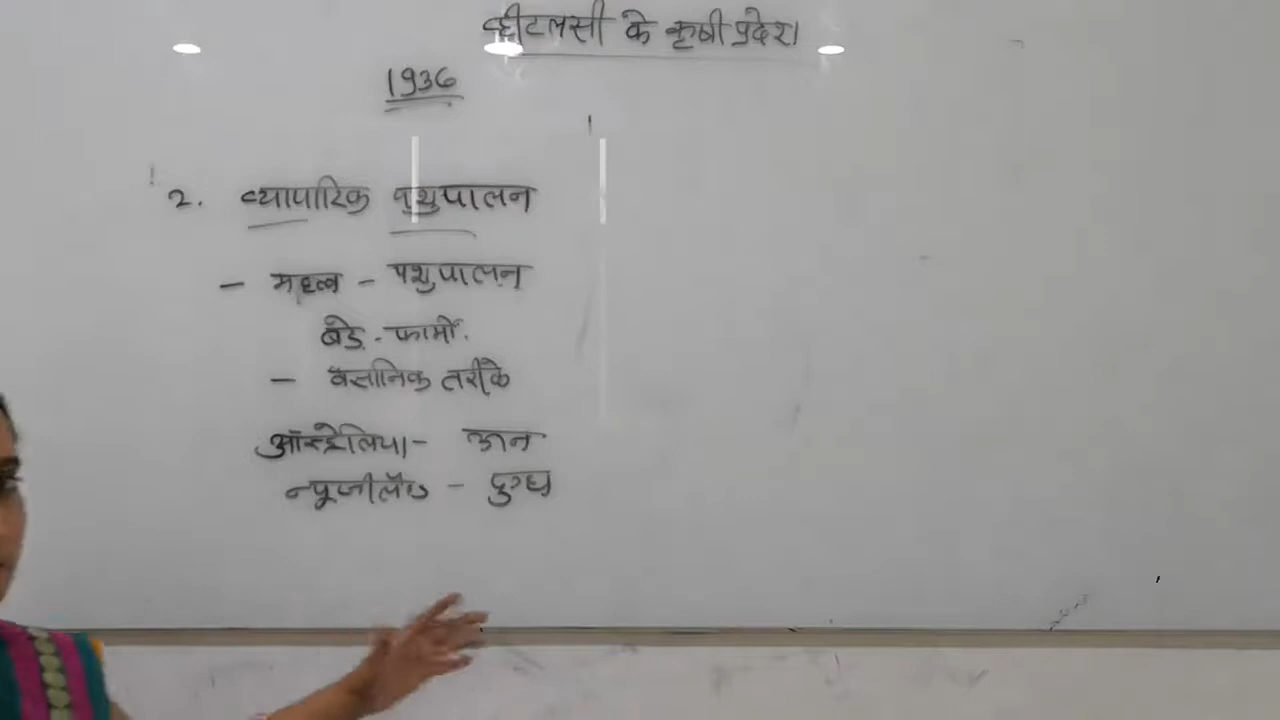 व्हीटलसी के कृषी प्रदेश।
1936
2. व्यापारिक पशुपालन
- महत्व - पशुपालन
बडे - फार्मो.
- वैज्ञानिक तरीके
ऑस्ट्रेलिया - ऊन
न्यूजीलैंड - दुग्ध